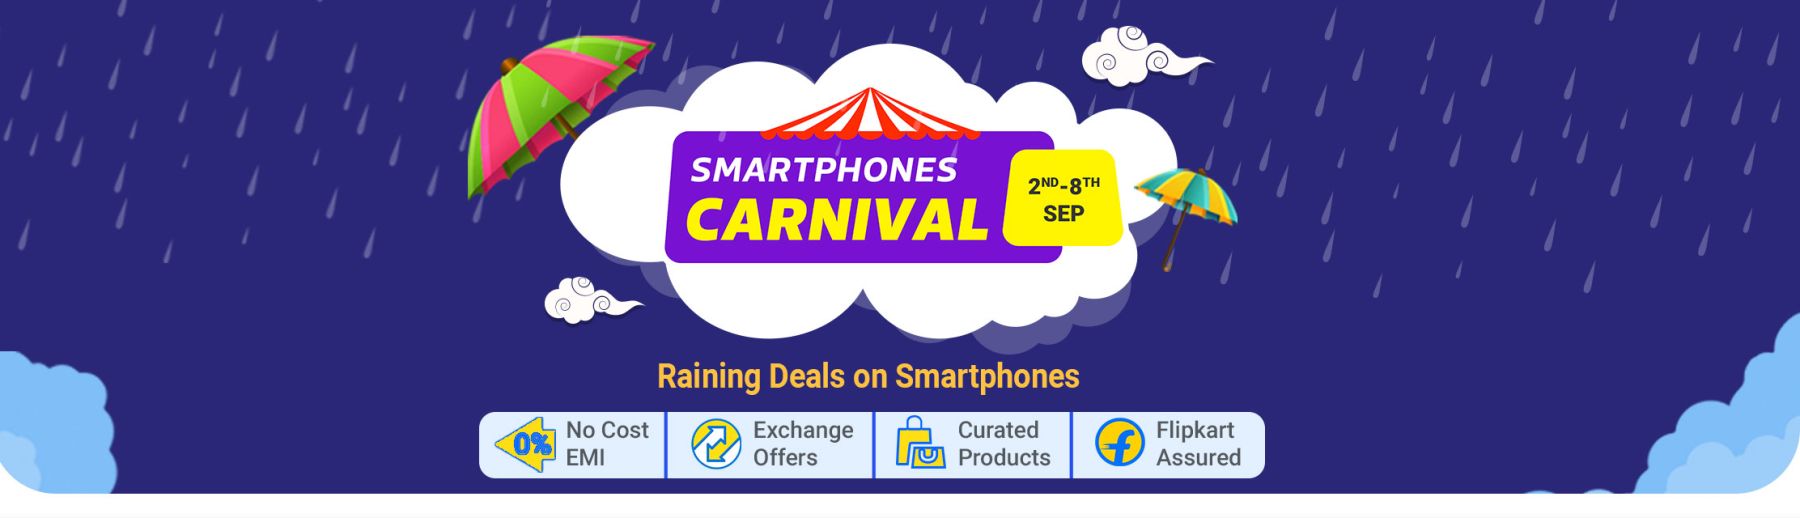 SMARTPHONES
CARNIVAL
2ND-8TH
SEP
Raining Deals on Smartphones
0%
No Cost
EMI
Exchange
Offers
Curated
Products
f
Flipkart
Assured